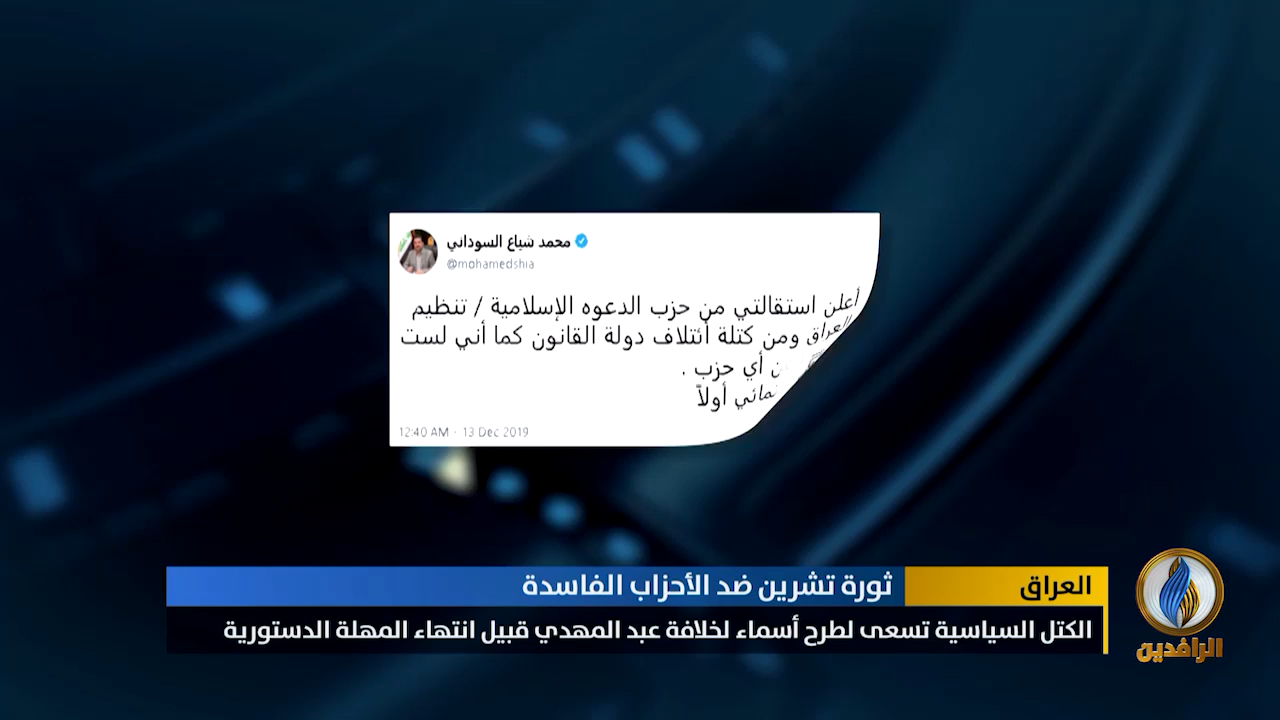 محمد شياع السوداني
@mohamedshia
أعلن استقالتي من حزب الدعوه الإسلامية / تنظيم
العراق ومن كتلة أئتلاف دولة القانون كما أني لست
أي حزب .
أولاً
12:40 AM · 13 Dec 2019
العراق
ثورة تشرين ضد الأحزاب الفاسدة
الكتل السياسية تسعى لطرح أسماء لخلافة عبد المهدي قبيل انتهاء المهلة الدستورية
الرافدين